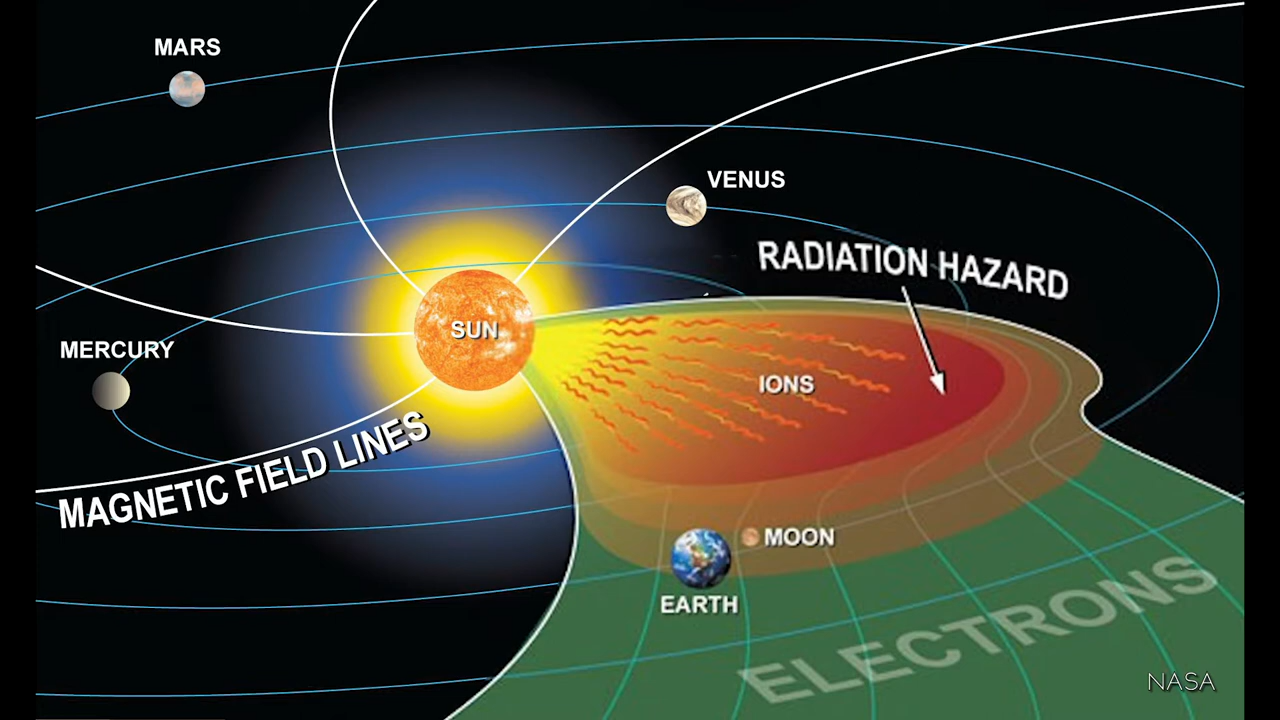 MARS
VENUS
RADIATION HAZARD
SUN
MERCURY
IONS
MAGNETIC FIELD LINES
MOON
EARTH
ELECTRONS
NASA